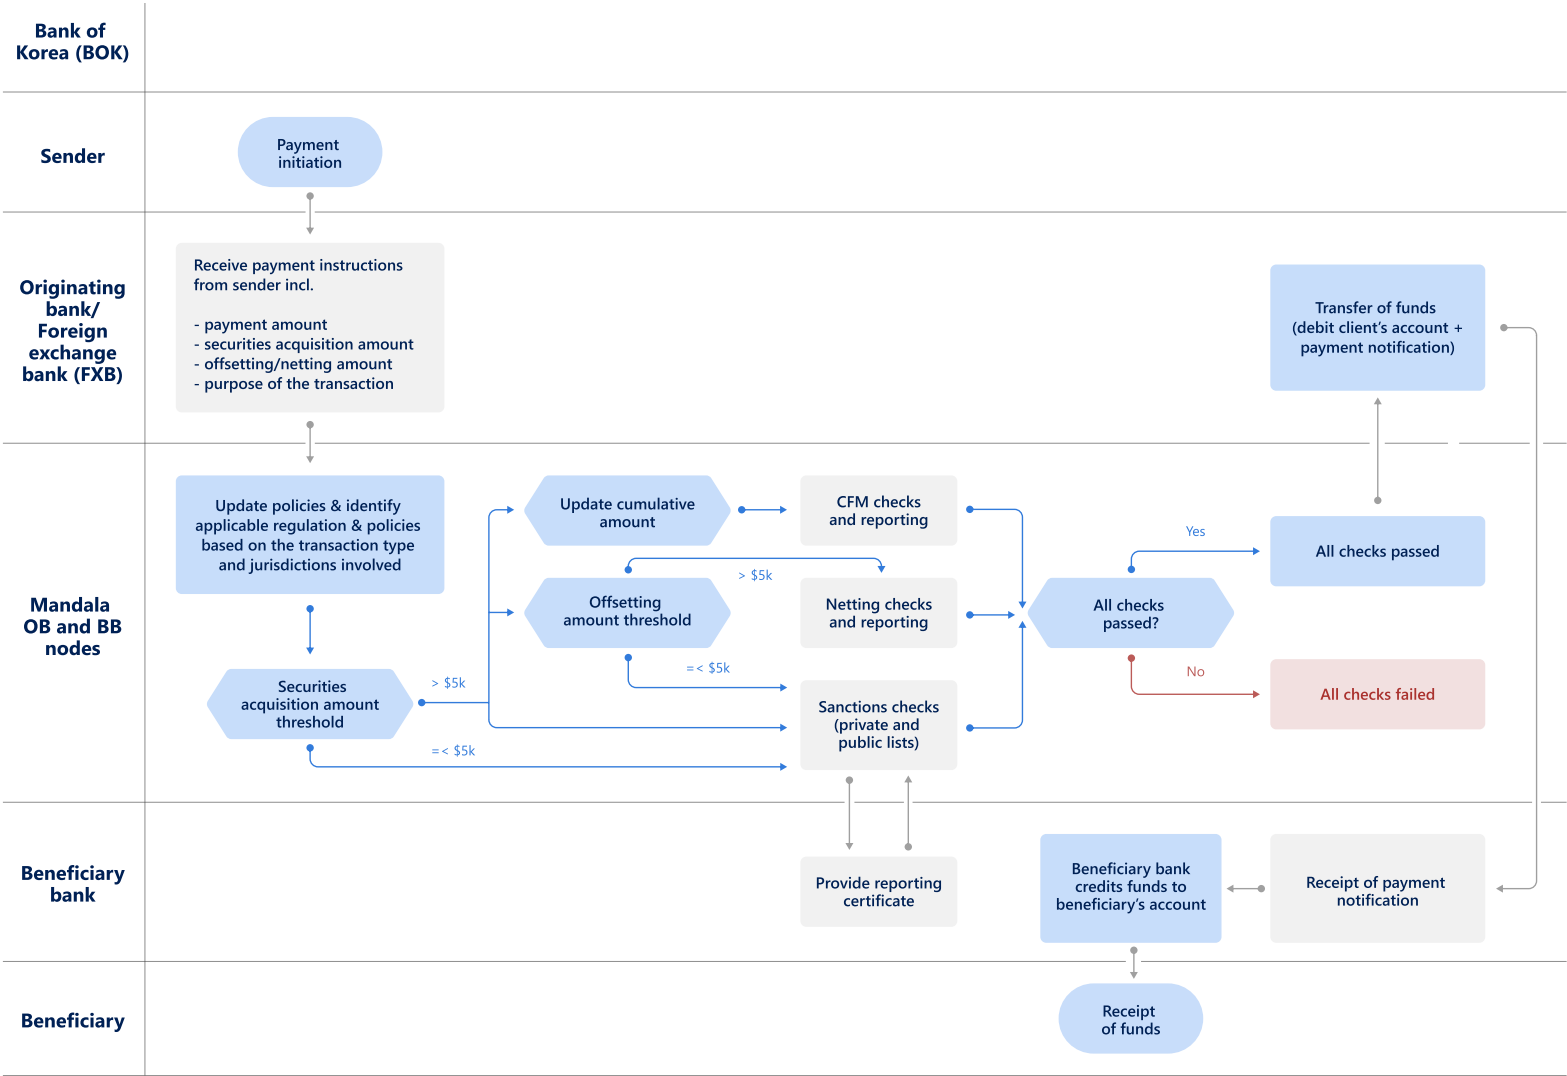 Bank of
Korea (BOK)
Sender
Payment
initiation
Originating
bank/
Foreign
exchange
bank (FXB)
Receive payment instructions
from sender incl.
- payment amount
- securities acquisition amount
- offsetting/netting amount
- purpose of the transaction
Transfer of funds
(debit client's account +
payment notification)
Mandala
OB and BB
nodes
Update policies & identify
applicable regulation & policies
based on the transaction type
and jurisdictions involved
Update cumulative
amount
CFM checks
and reporting
> $5k
Offsetting
amount threshold
Netting checks
and reporting
=< $5k
Securities
acquisition amount
threshold
> $5k
=< $5k
Sanctions checks
(private and
public lists)
All checks
passed?
Yes
All checks passed
No
All checks failed
Beneficiary
bank
Provide reporting
certificate
Beneficiary bank
credits funds to
beneficiary's account
Receipt of payment
notification
Beneficiary
Receipt
of funds